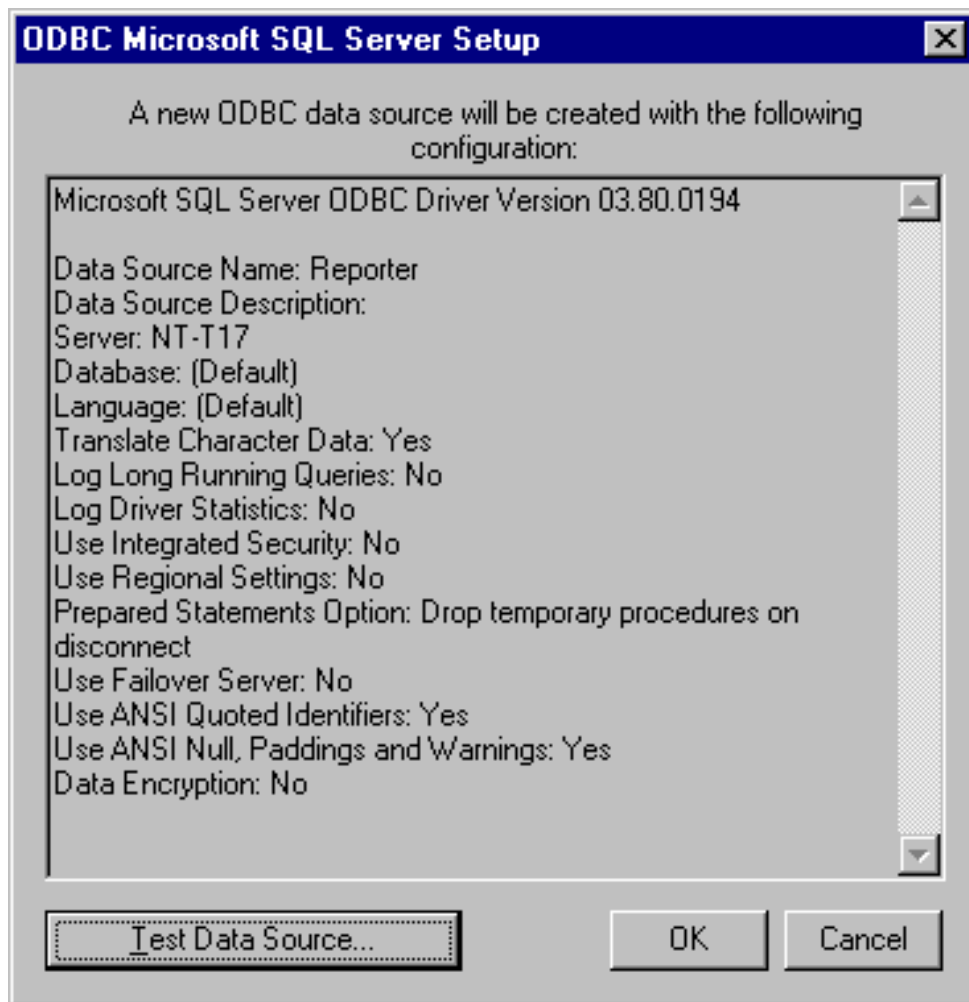 ODBC Microsoft SQL Server Setup
A new ODBC data source will be created with the following
configuration:
Microsoft SQL Server ODBC Driver Version 03.80.0194
Data Source Name: Reporter
Data Source Description:
Server: NT-T17
Database: (Default)
Language: (Default)
Translate Character Data: Yes
Log Long Running Queries: No
Log Driver Statistics: No
Use Integrated Security: No
Use Regional Settings: No
Prepared Statements Option: Drop temporary procedures on
disconnect
Use Failover Server: No
Use ANSI Quoted Identifiers: Yes
Use ANSI Null, Paddings and Warnings: Yes
Data Encryption: No
Test Data Source... OK Cancel